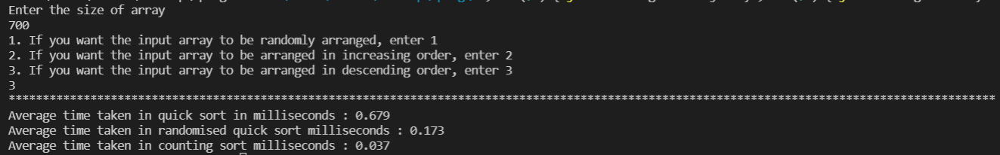 Enter the size of array
700
1. If you want the input array to be randomly arranged, enter 1
2. If you want the input array to be arranged in increasing order, enter 2
3. If you want the input array to be arranged in descending order, enter 3
3
*************************************************************************************************************************************************
Average time taken in quick sort in milliseconds : 0.679
Average time taken in randomised quick sort milliseconds : 0.173
Average time taken in counting sort milliseconds : 0.037